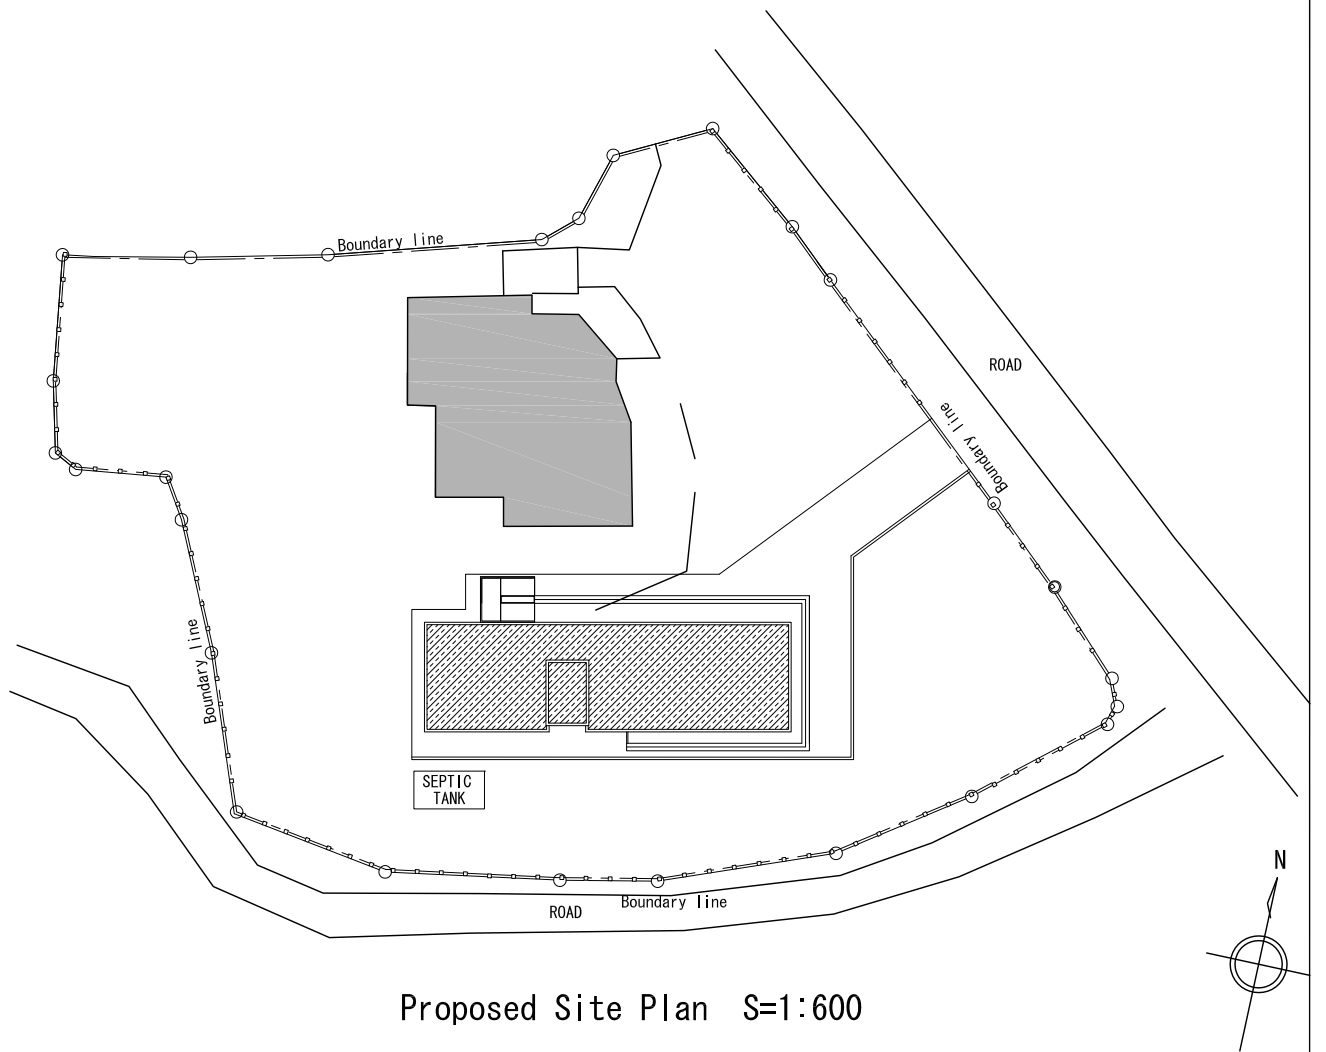 Boundary line
ROAD
Boundary line
Boundary line
SEPTIC
TANK
N
Boundary line
ROAD
Proposed Site Plan S=1:600